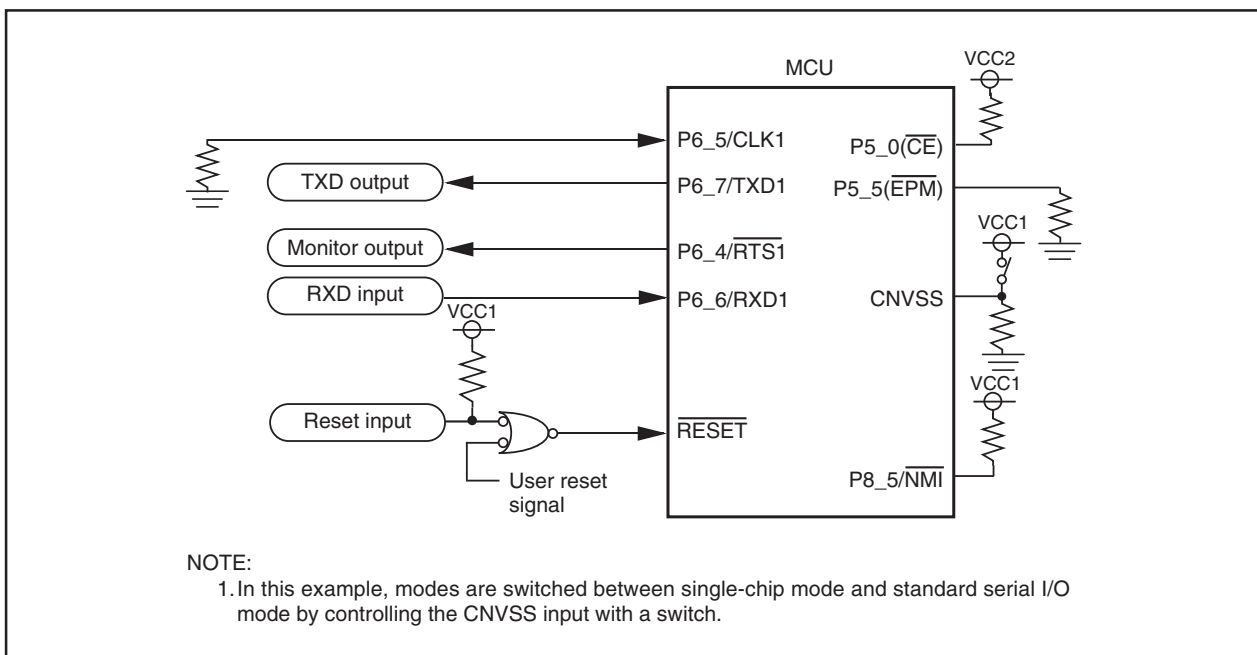 VCC2
MCU
P6_5/CLK1
P5_0(CE)
TXD output
P6_7/TXD1
P5_5(EPM)
VCC1
Monitor output
P6_4/RTS1
RXD input
P6_6/RXD1
CNVSS
VCC1
VCC1
Reset input
RESET
User reset
signal
P8_5/NMI
NOTE:
1. In this example, modes are switched between single-chip mode and standard serial I/O
mode by controlling the CNVSS input with a switch.